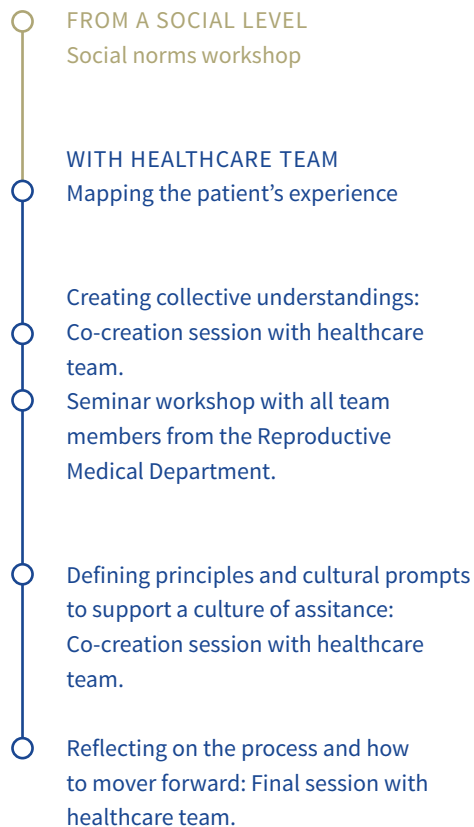 FROM A SOCIAL LEVEL
Social norms workshop
WITH HEALTHCARE TEAM
Mapping the patient’s experience
Creating collective understandings:
Co-creation session with healthcare
team.
Seminar workshop with all team
members from the Reproductive
Medical Department.
Defining principles and cultural prompts
to support a culture of assitance:
Co-creation session with healthcare
team.
Reflecting on the process and how
to mover forward: Final session with
healthcare team.